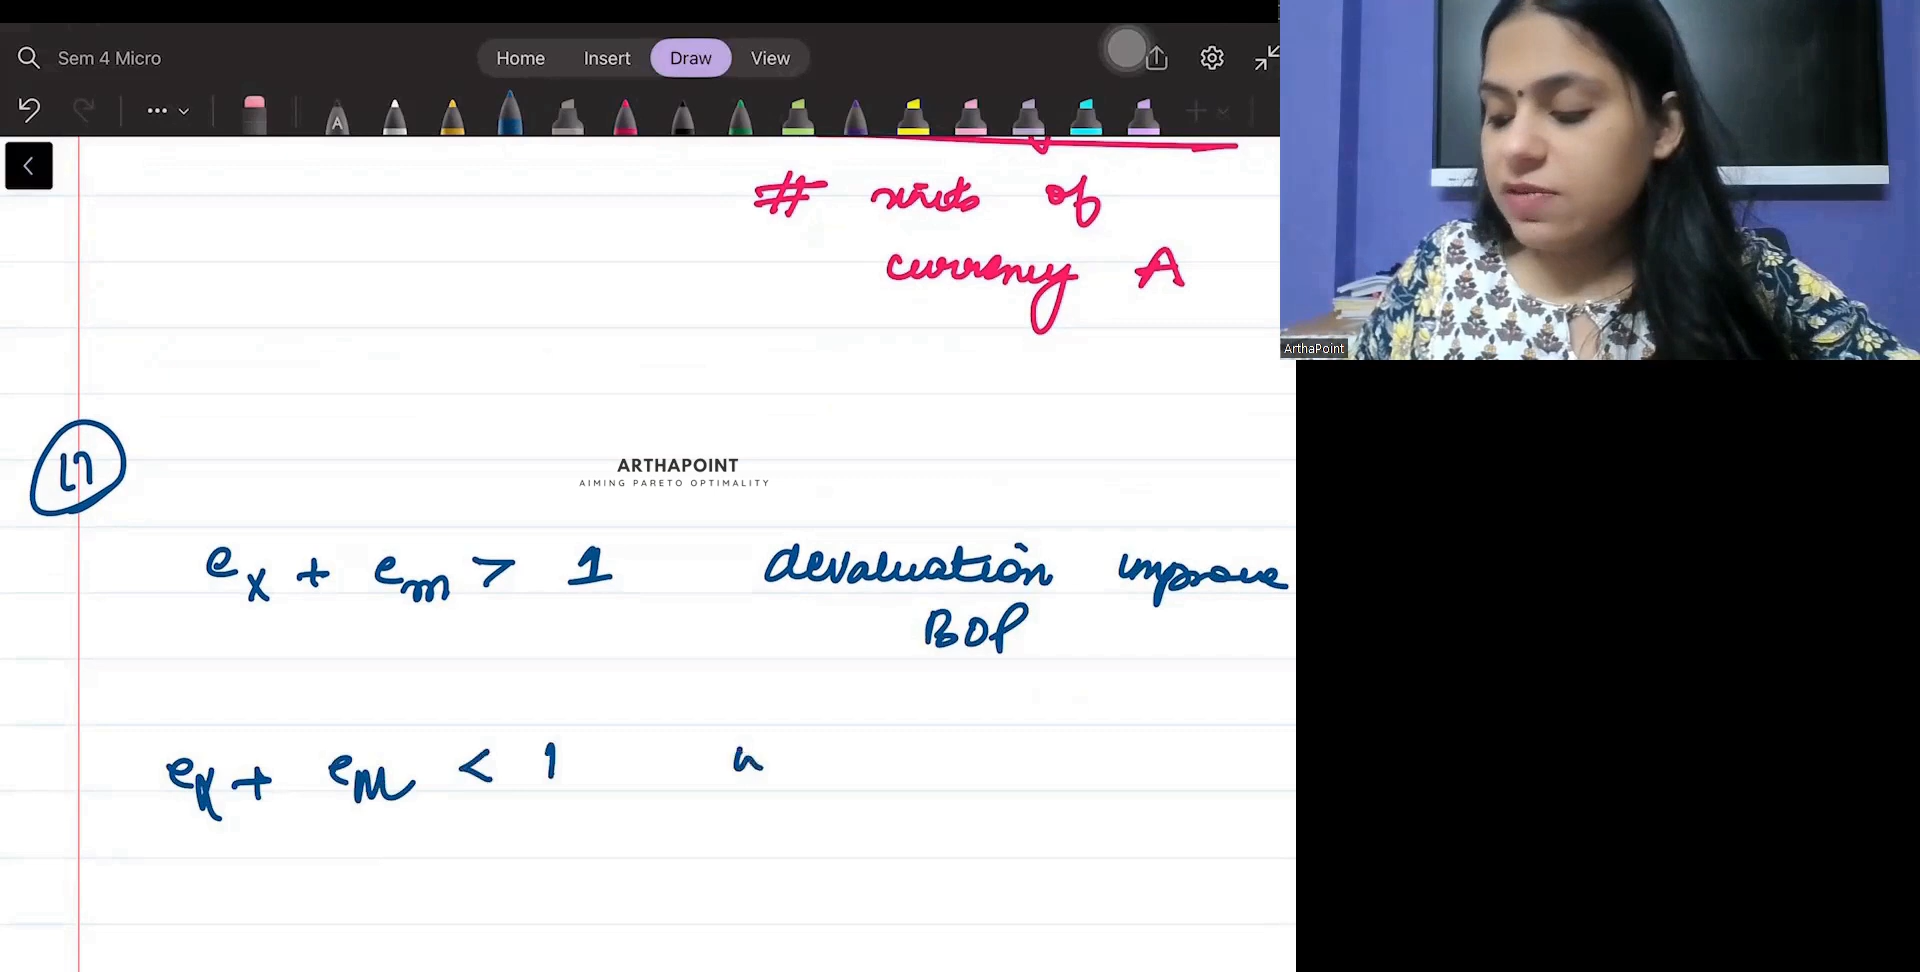 Sem 4 Micro
Home Insert Draw View
A
# units of
currency A
ArthaPoint
17
ARTHAPOINT
AIMING PARETO OPTIMALITY
ex + em > 1 devaluation improve
BOP
ex + em < 1